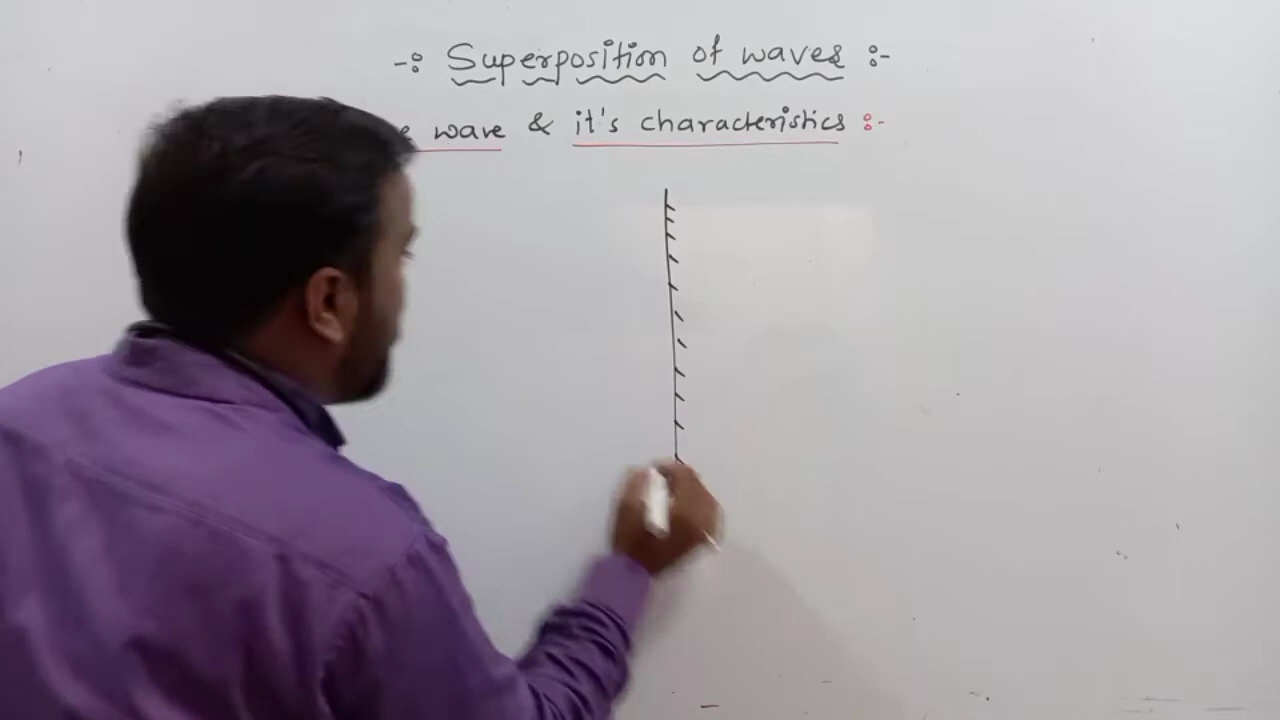 -: Superposition of waves :-
wave & it's characteristics :-